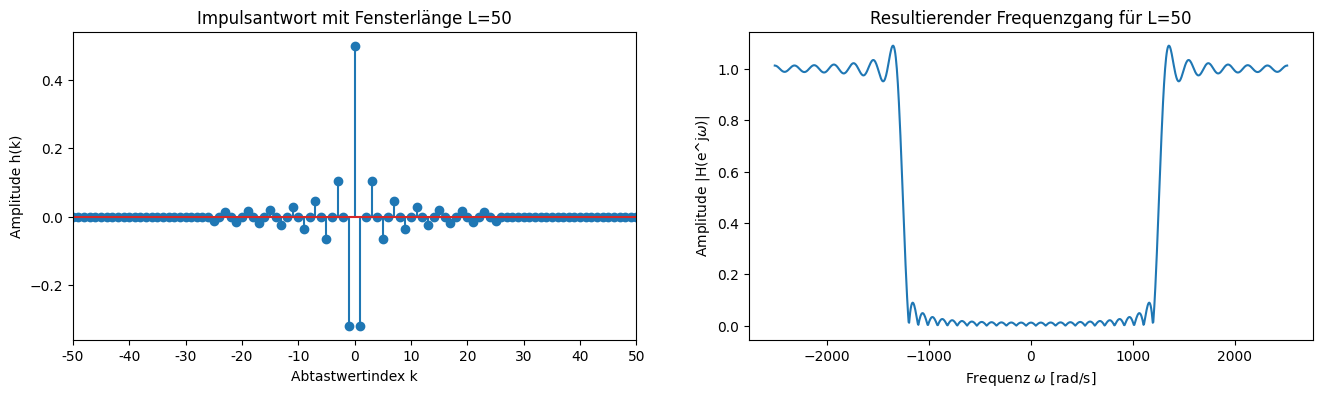 Impulsantwort mit Fensterlänge L=50
Amplitude h(k)
0.4
0.2
0.0
−0.2
-50 -40 -30 -20 -10 0 10 20 30 40 50
Abtastwertindex k
Resultierender Frequenzgang für L=50
Amplitude |H(e^jω)|
1.0
0.8
0.6
0.4
0.2
0.0
−2000 −1000 0 1000 2000
Frequenz ω [rad/s]